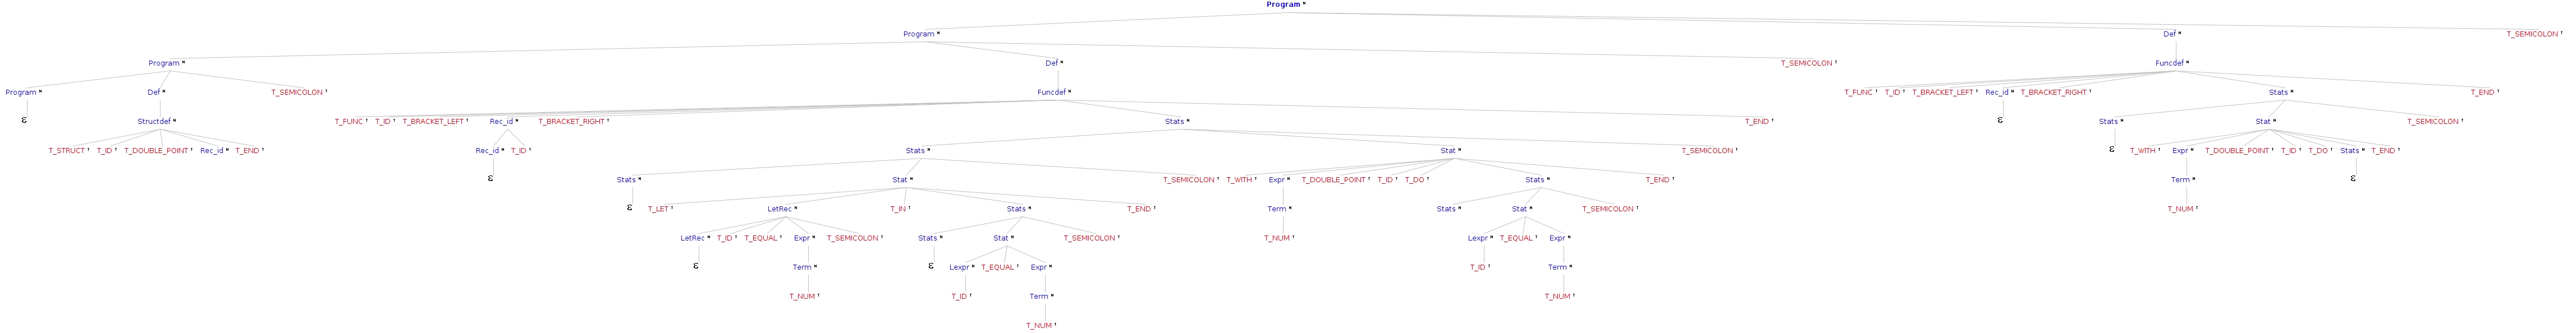 Program N
Program N Def N T_SEMICOLON T
Program N Def N T_SEMICOLON T Funcdef N
Program N Def N T_SEMICOLON T Funcdef N T_FUNC T T_ID T T_BRACKET_LEFT T Rec_id N T_BRACKET_RIGHT T Stats N T_END T
ε Structdef N T_FUNC T T_ID T T_BRACKET_LEFT T Rec_id N T_BRACKET_RIGHT T Stats N T_END T ε Stats N Stat N T_SEMICOLON T
T_STRUCT T T_ID T T_DOUBLE_POINT T Rec_id N T_END T Rec_id N T_ID T Stats N Stat N T_SEMICOLON T ε T_WITH T Expr N T_DOUBLE_POINT T T_ID T T_DO T Stats N T_END T
ε Stats N Stat N T_SEMICOLON T T_WITH T Expr N T_DOUBLE_POINT T T_ID T T_DO T Stats N T_END T Term N ε
ε T_LET T LetRec N T_IN T Stats N T_END T Term N Stats N Stat N T_SEMICOLON T T_NUM T
LetRec N T_ID T T_EQUAL T Expr N T_SEMICOLON T Stats N Stat N T_SEMICOLON T T_NUM T Lexpr N T_EQUAL T Expr N
ε Term N ε Lexpr N T_EQUAL T Expr N T_ID T Term N
T_NUM T T_ID T Term N T_NUM T
T_NUM T